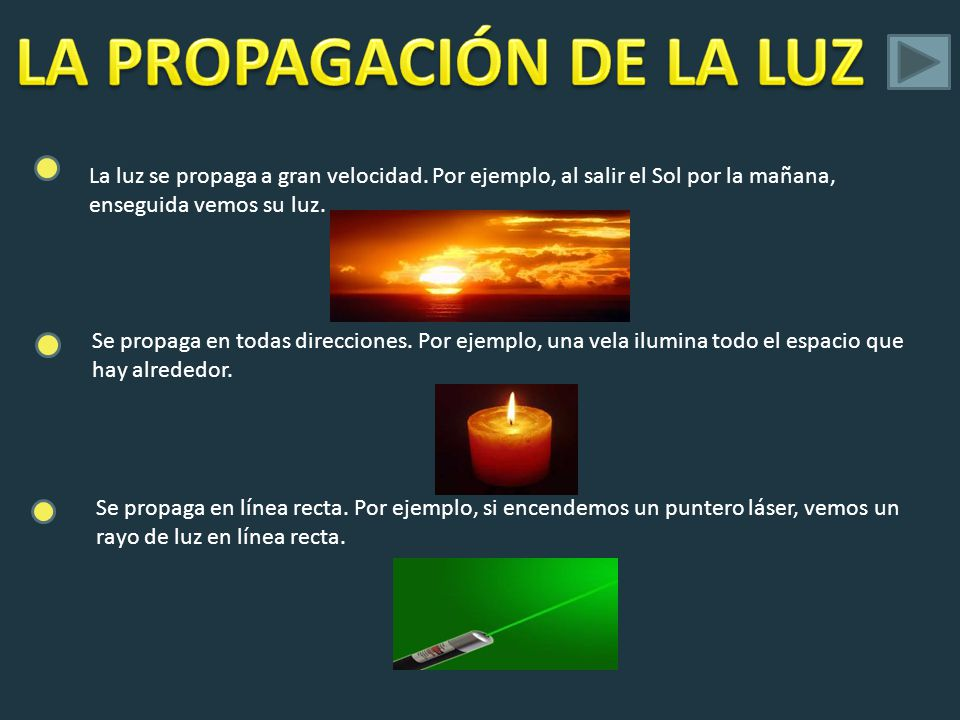 LA PROPAGACIÓN DE LA LUZ
La luz se propaga a gran velocidad. Por ejemplo, al salir el Sol por la mañana,
enseguida vemos su luz.
Se propaga en todas direcciones. Por ejemplo, una vela ilumina todo el espacio que
hay alrededor.
Se propaga en línea recta. Por ejemplo, si encendemos un puntero láser, vemos un
rayo de luz en línea recta.